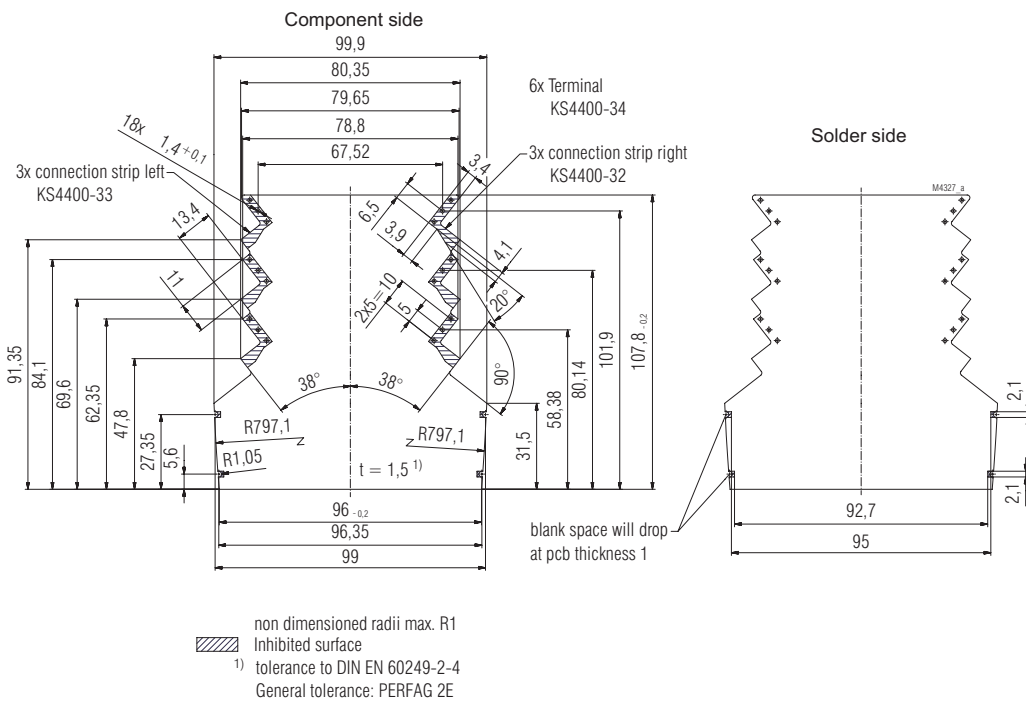 Component side
99,9
80,35
79,65
78,8
67,52
6x Terminal
KS4400-34
18x
1,4 +0,1
3x connection strip left
KS4400-33
3x connection strip right
KS4400-32
3,4
6,5
3,9
13,4
11
4,1
20°
2x5=10
5
90°
38°
38°
91,35
84,1
69,6
62,35
47,8
27,35
5,6
R797,1
R797,1
R1,05
t = 1,5 1)
31,5
58,38
80,14
101,9
107,8 -0,2
96 -0,2
96,35
99
Solder side
M4327_a
2,1
2,1
92,7
95
blank space will drop
at pcb thickness 1
non dimensioned radii max. R1
Inhibited surface
1) tolerance to DIN EN 60249-2-4
General tolerance: PERFAG 2E